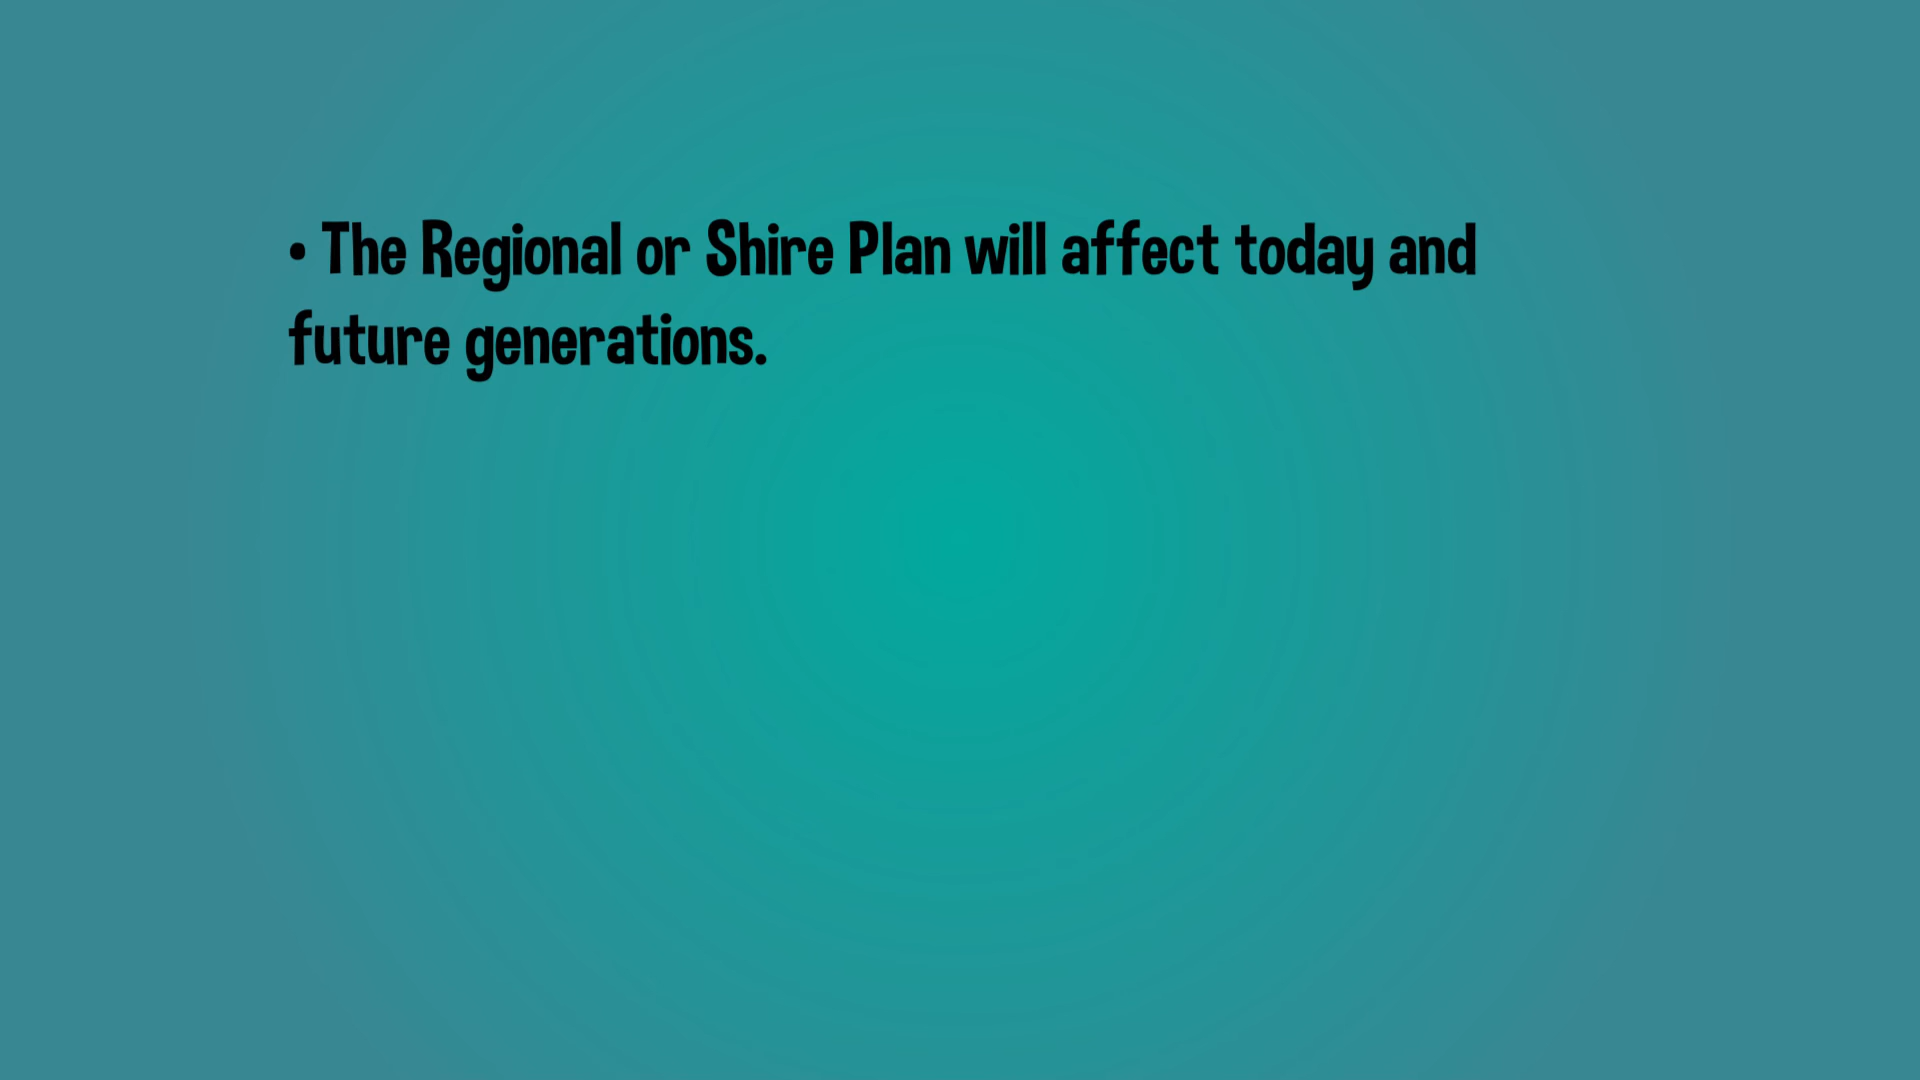 • The Regional or Shire Plan will affect today and
future generations.